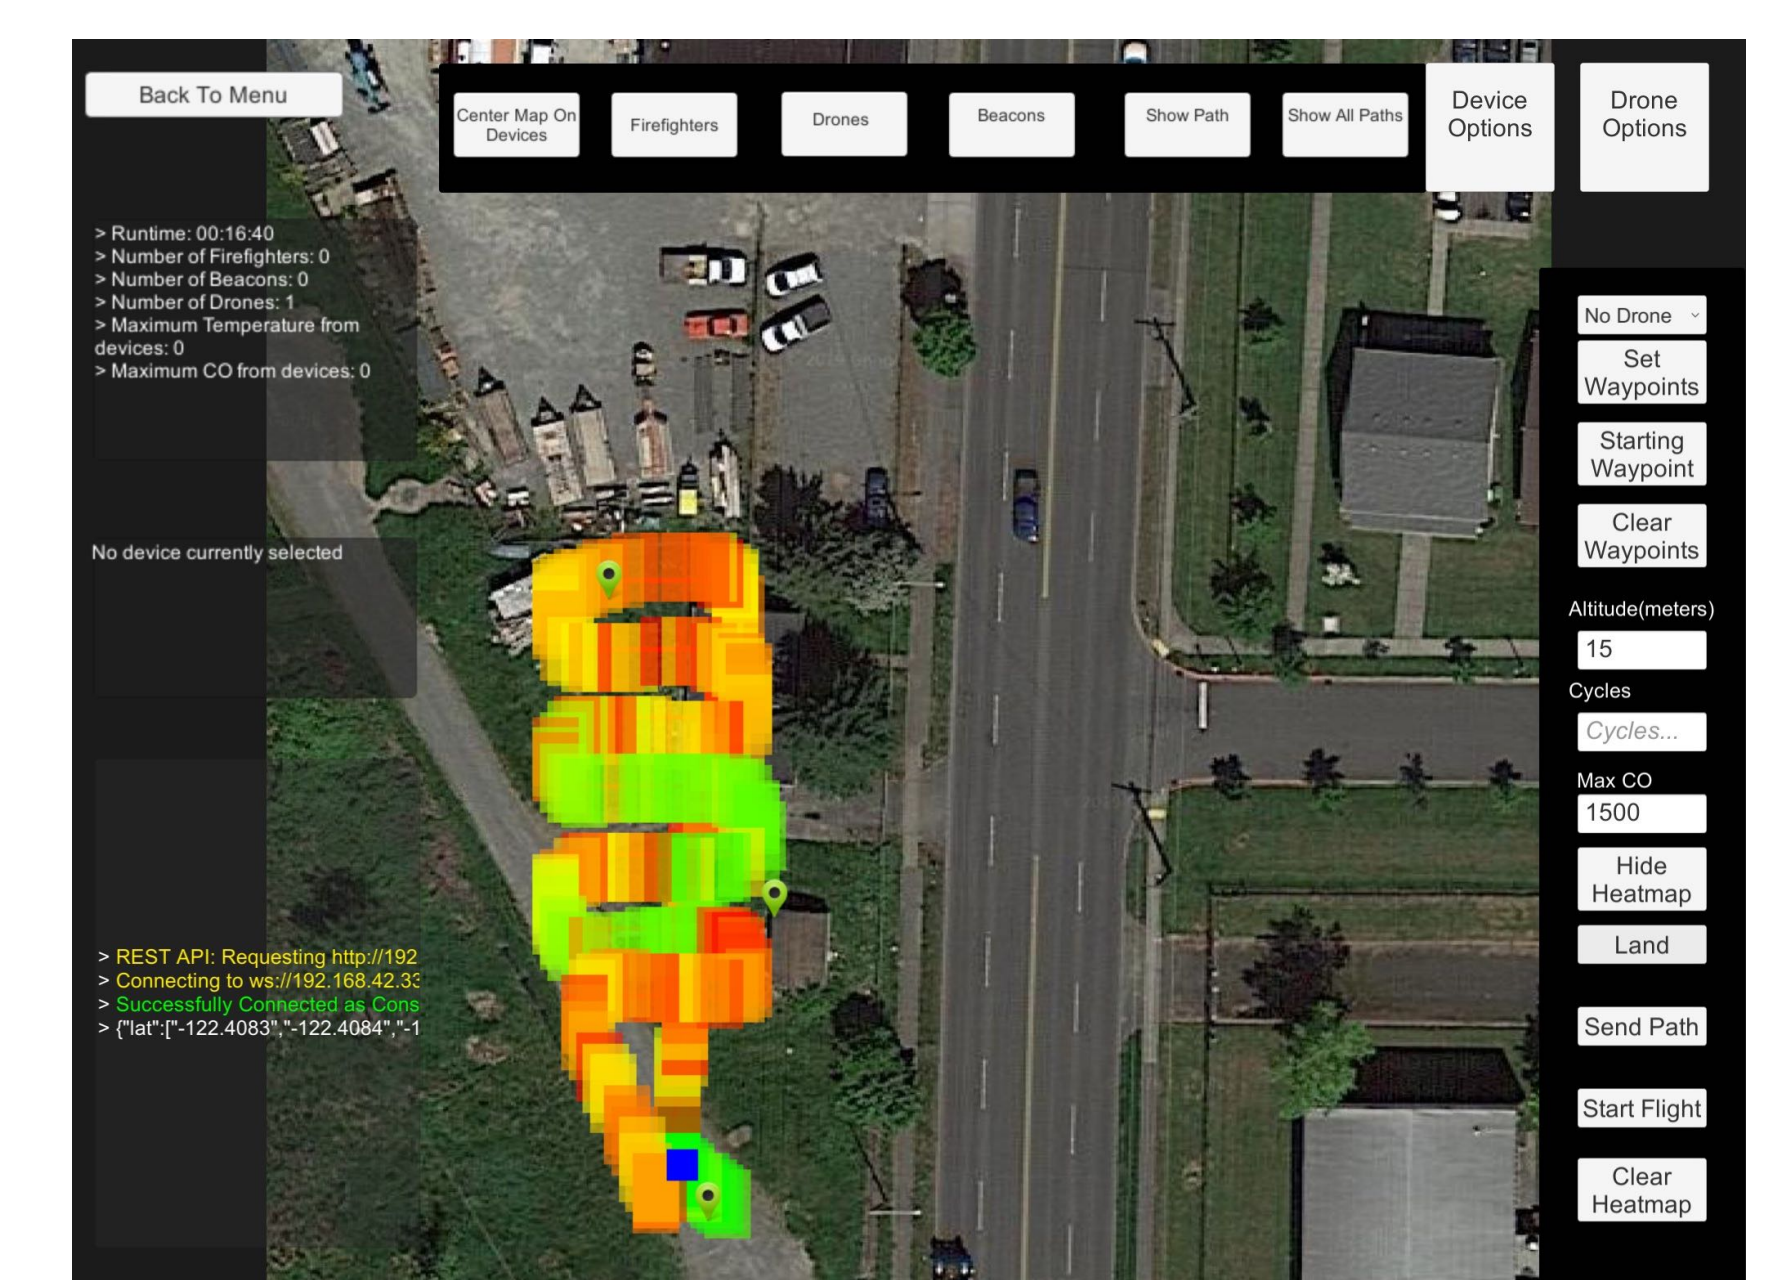 Back To Menu
Center Map On
Devices
Firefighters
Drones
Beacons
Show Path
Show All Paths
Device
Options
Drone
Options
> Runtime: 00:16:40
> Number of Firefighters: 0
> Number of Beacons: 0
> Number of Drones: 1
> Maximum Temperature from
devices: 0
> Maximum CO from devices: 0
No device currently selected
> REST API: Requesting http://192
> Connecting to ws://192.168.42.33
> Successfully Connected as Cons
> {"lat":["-122.4083","-122.4084","-1
No Drone
Set
Waypoints
Starting
Waypoint
Clear
Waypoints
Altitude(meters)
15
Cycles
Cycles...
Max CO
1500
Hide
Heatmap
Land
Send Path
Start Flight
Clear
Heatmap